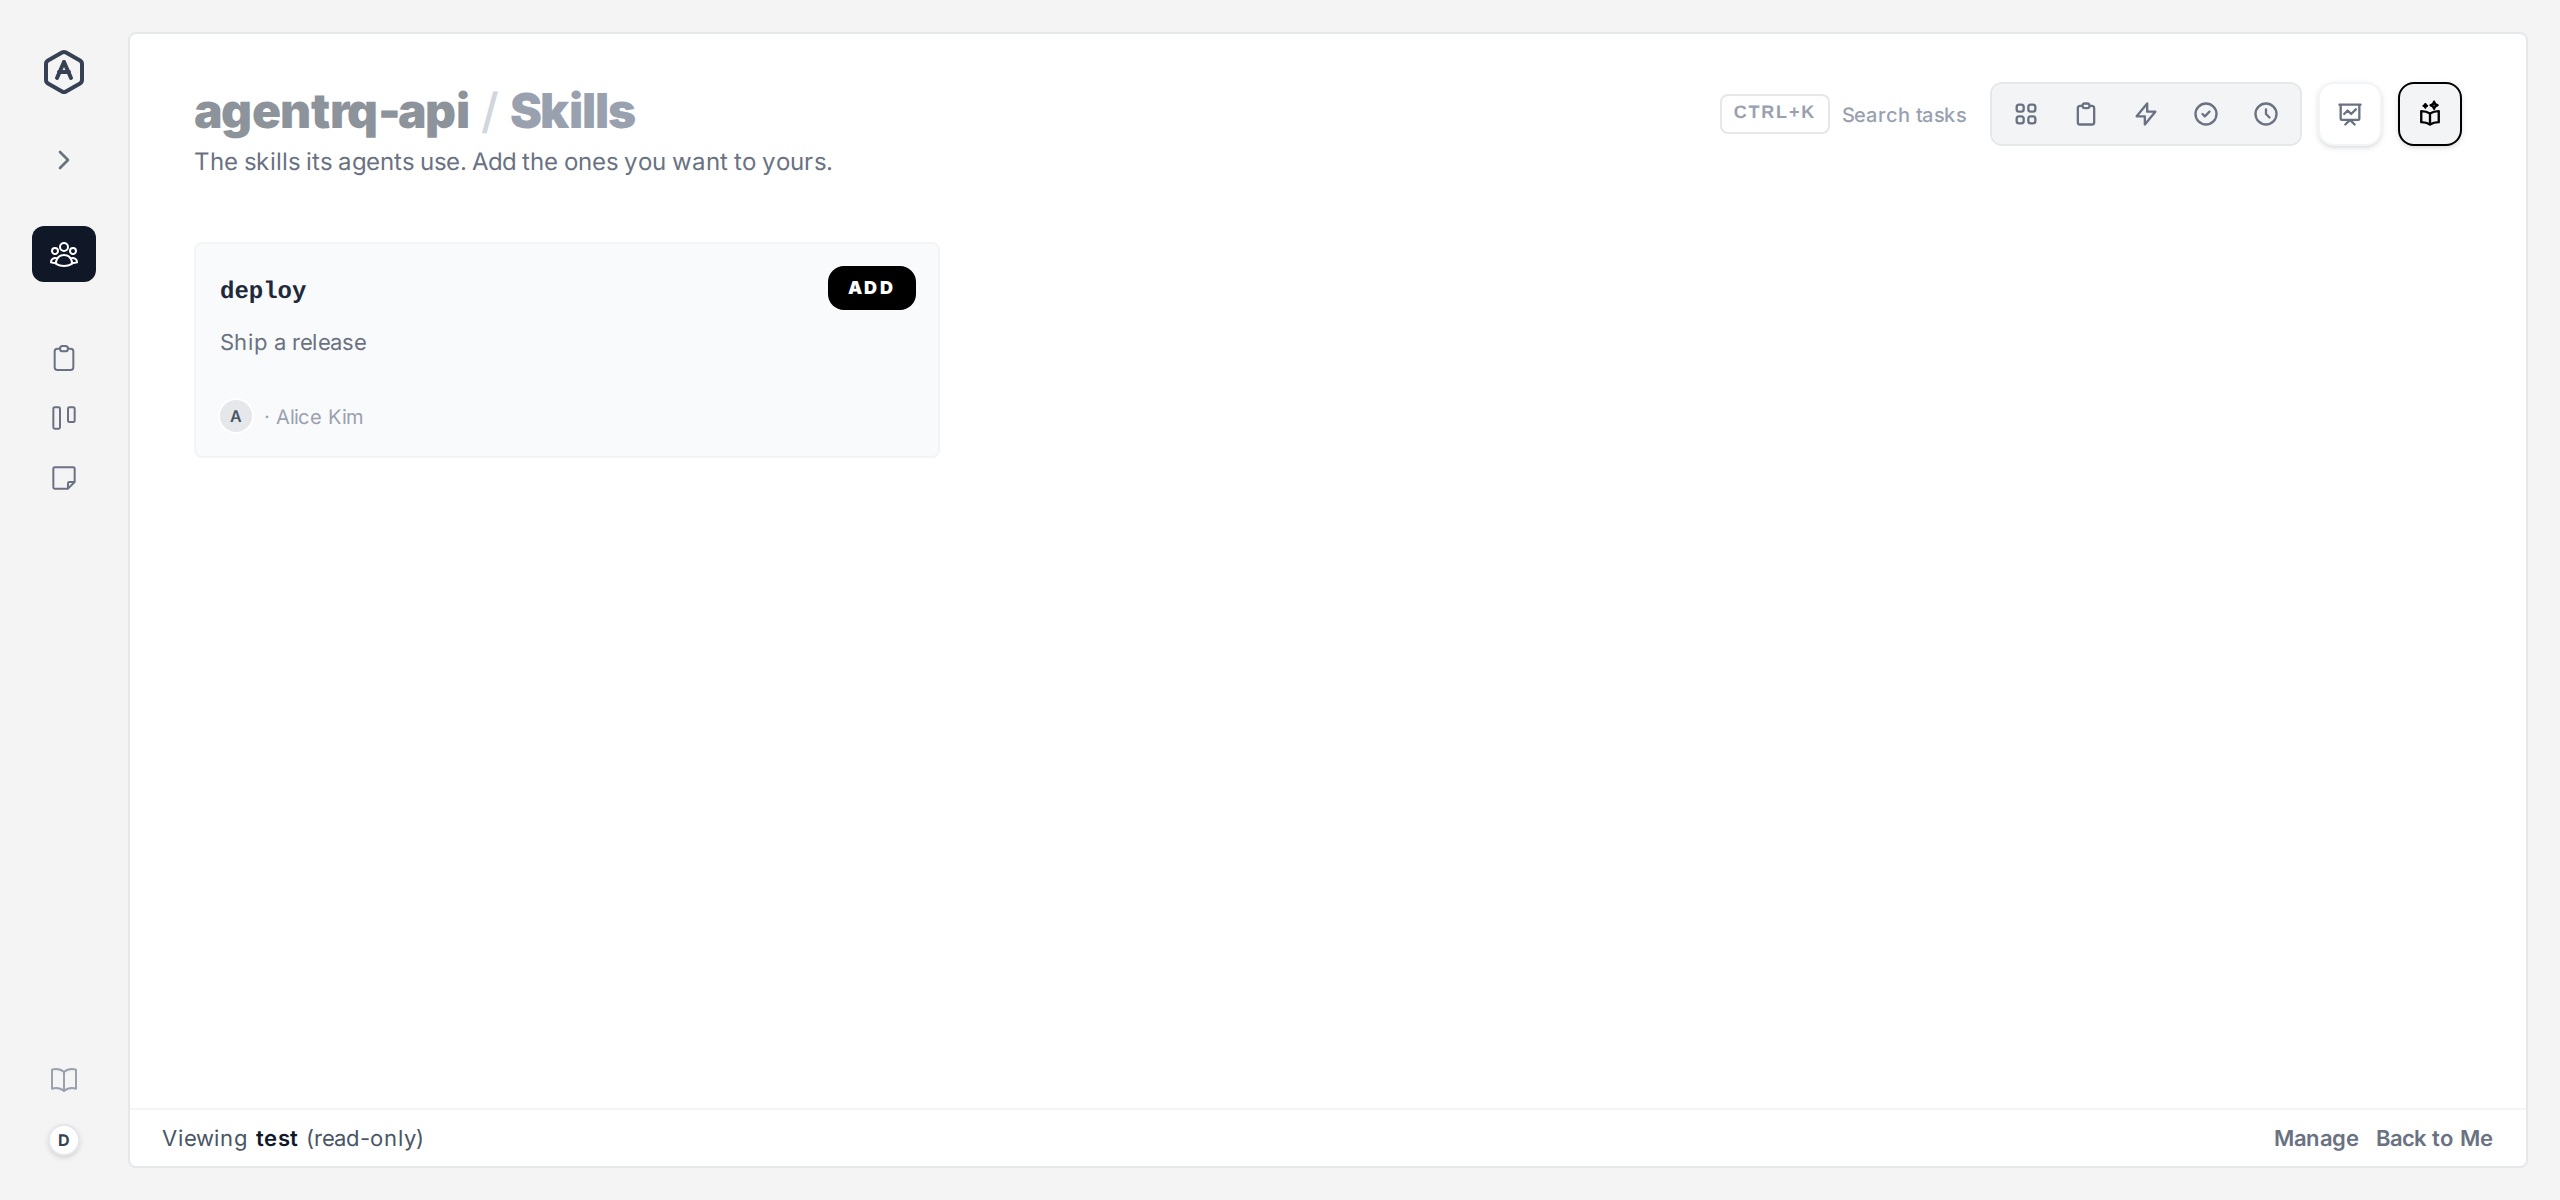 A
agentrq-api / Skills
CTRL+K Search tasks
The skills its agents use. Add the ones you want to yours.
deploy
ADD
Ship a release
A · Alice Kim
D
Viewing test (read-only)
Manage Back to Me